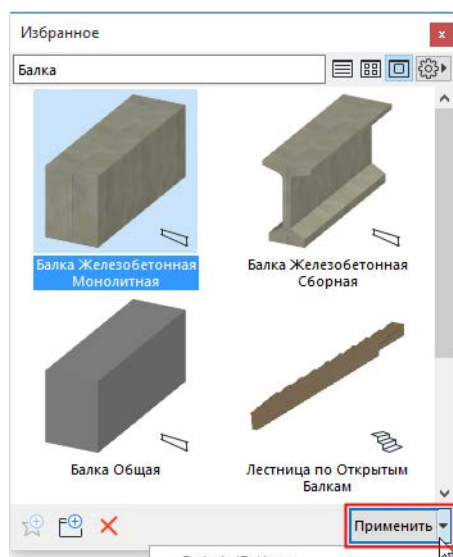 Избранное
Балка
Балка Железобетонная
Монолитная
Балка Железобетонная
Сборная
Балка Общая
Лестница по Открытым
Балкам
Применить